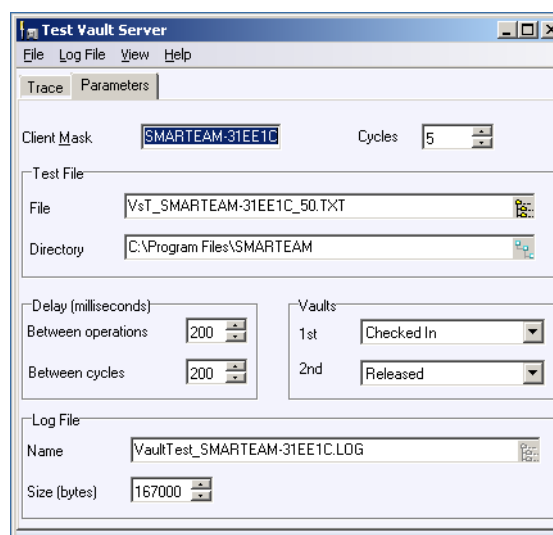 Test Vault Server
File Log File View Help
Trace Parameters
Client Mask SMARTEAM-31EE1C Cycles 5
Test File
File VsT_SMARTEAM-31EE1C_50.TXT
Directory C:\Program Files\SMARTEAM
Delay (milliseconds) Vaults
Between operations 200 1st Checked In
Between cycles 200 2nd Released
Log File
Name VaultTest_SMARTEAM-31EE1C.LOG
Size (bytes) 167000